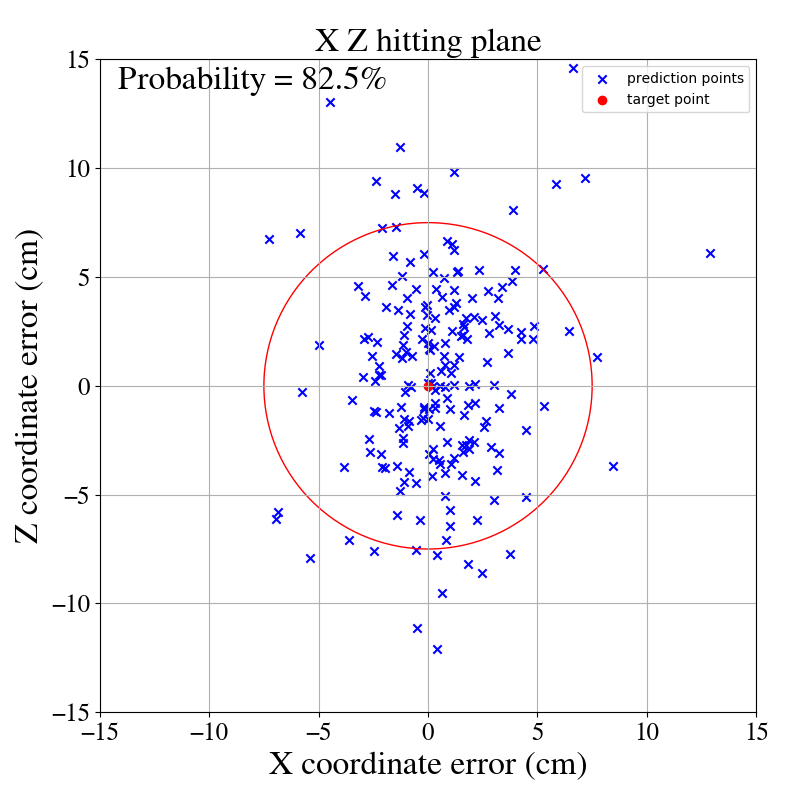 X Z hitting plane
Probability = 82.5%
prediction points
target point
15
10
5
0
−5
−10
−15
Z coordinate error (cm)
−15 −10 −5 0 5 10 15
X coordinate error (cm)